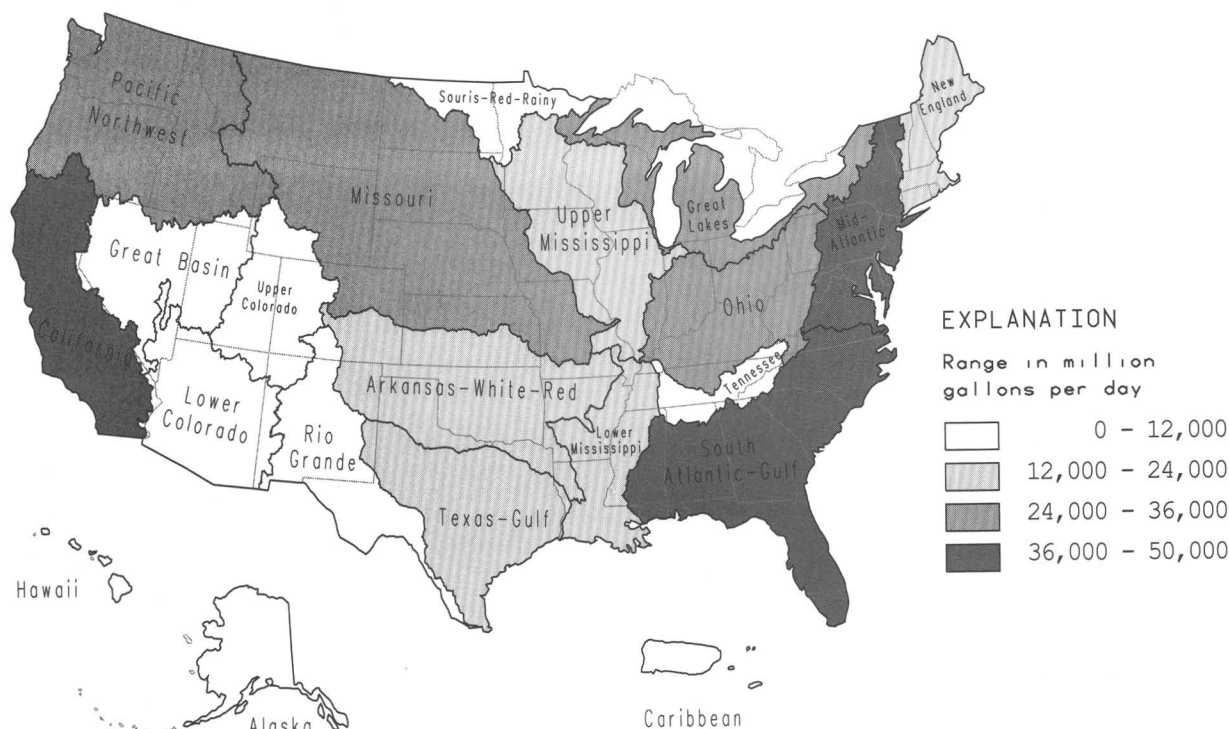 Pacific
Northwest
Souris-Red-Rainy
New
England
Missouri
Upper
Mississippi
Great
Lakes
Mid-
Atlantic
Great Basin
Upper
Colorado
Ohio
California
Tennessee
Arkansas-White-Red
Lower
Colorado
Rio
Grande
Lower
Mississippi
South
Atlantic-Gulf
Texas-Gulf
Hawaii
Alaska
Caribbean
EXPLANATION
Range in million
gallons per day
0 - 12,000
12,000 - 24,000
24,000 - 36,000
36,000 - 50,000